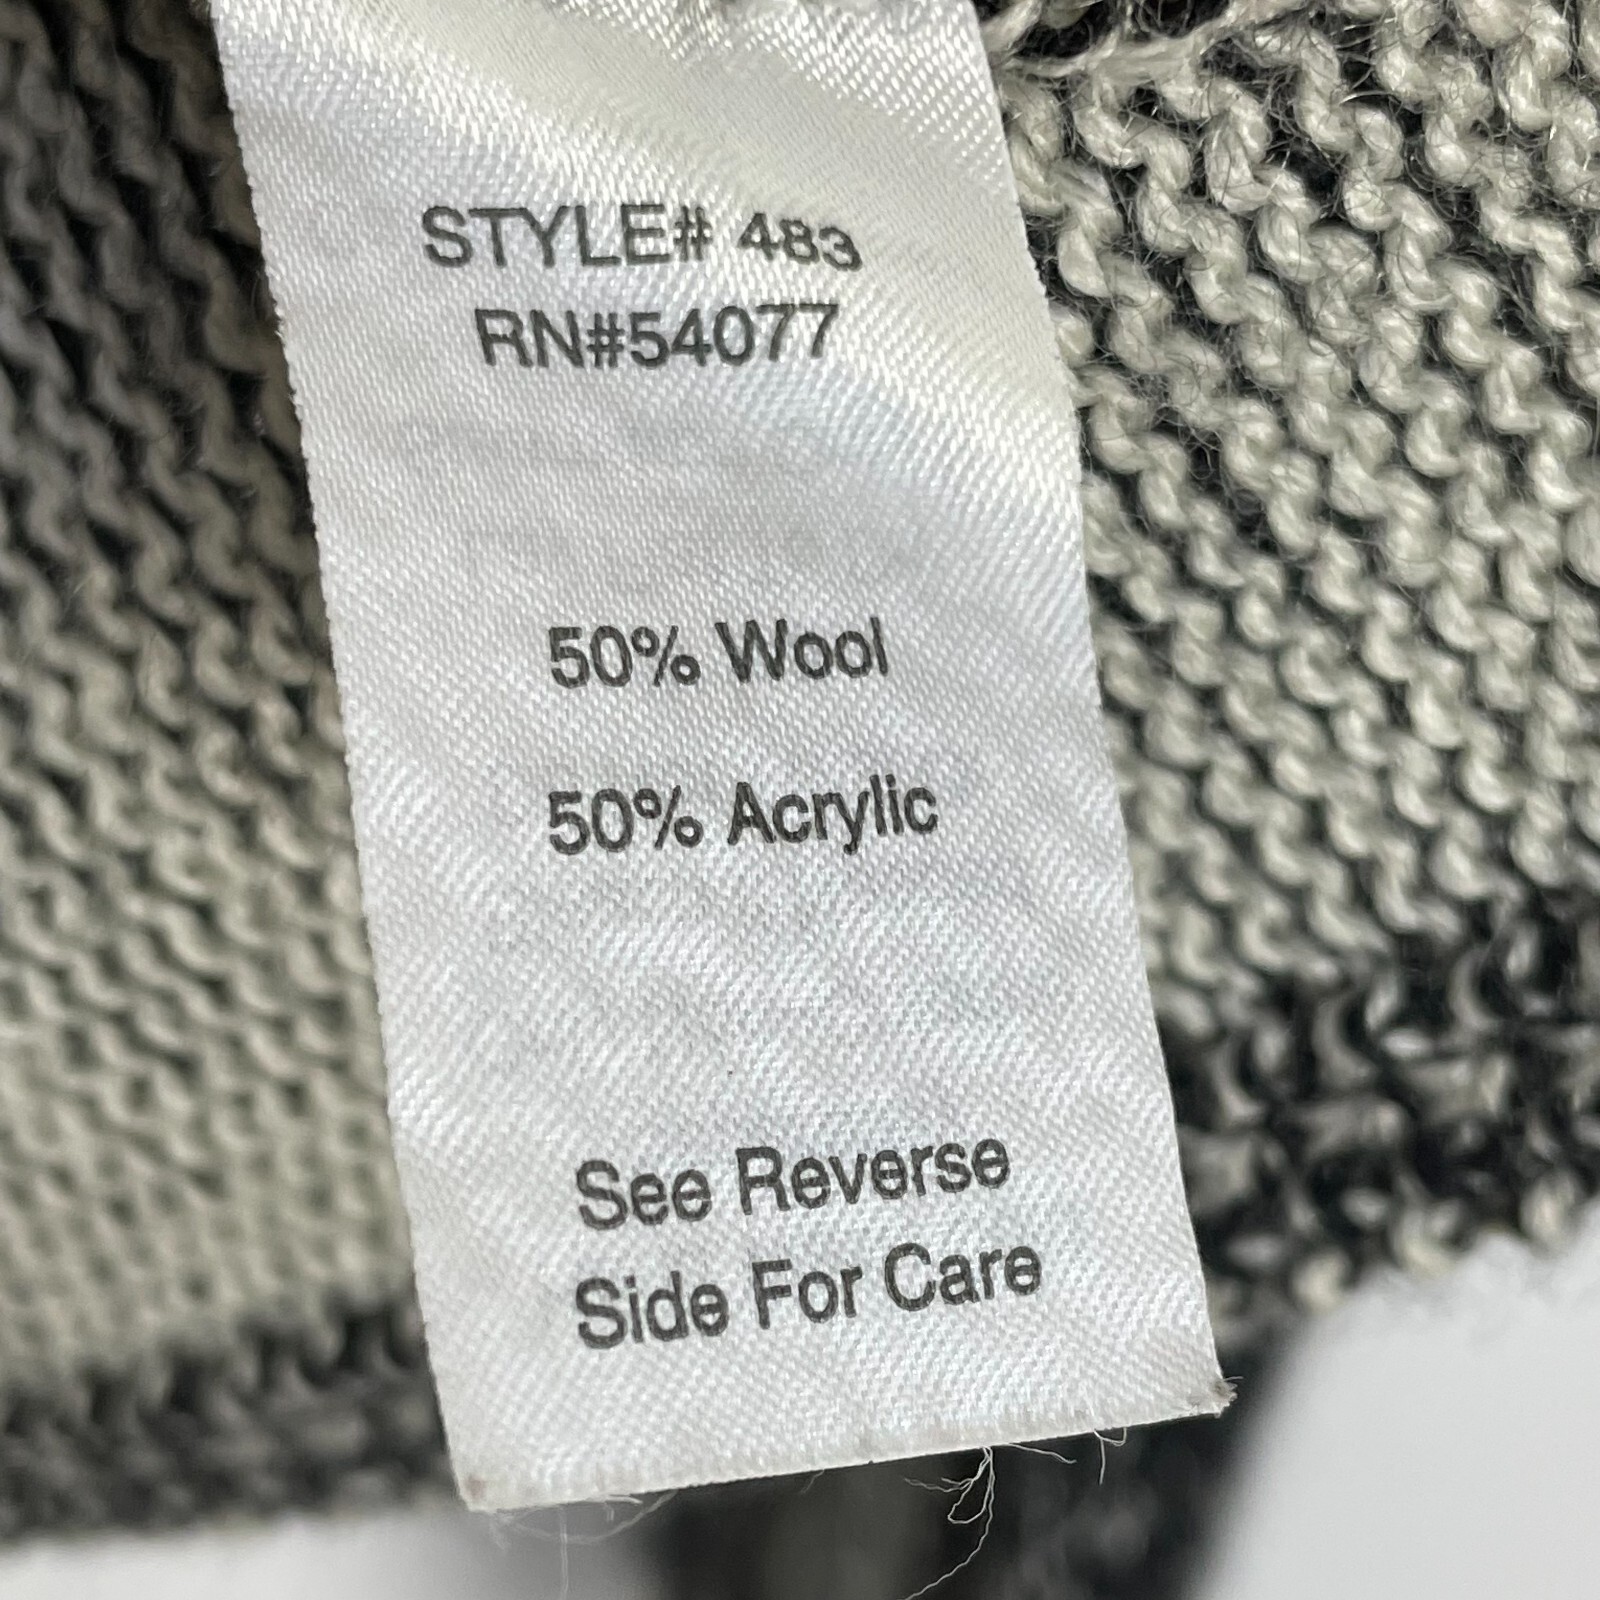 STYLE# 483
RN#54077
50% Wool
50% Acrylic
See Reverse
Side For Care